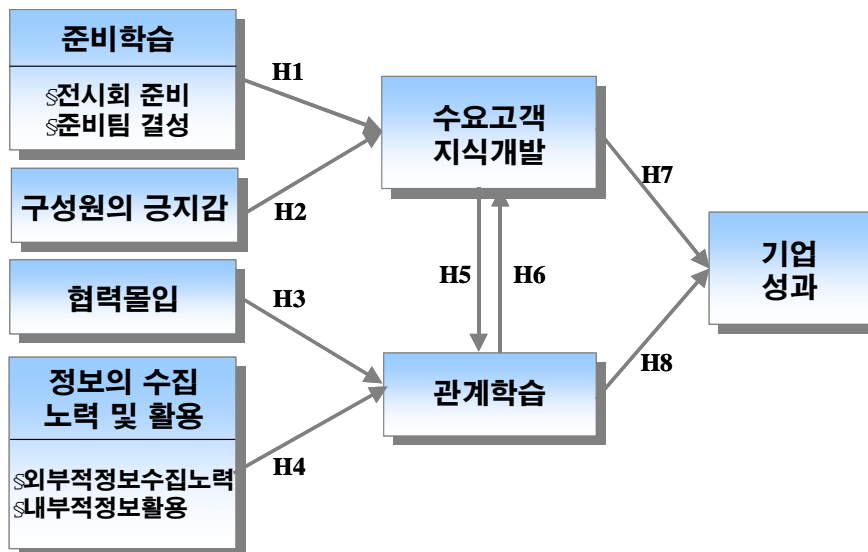 준비학습
§전시회 준비
§준비팀 결성
구성원의 긍지감
협력몰입
정보의 수집
노력 및 활용
§외부적정보수집노력
§내부적정보활용
H1
H2
H3
H4
수요고객
지식개발
H5
H6
관계학습
H7
H8
기업
성과